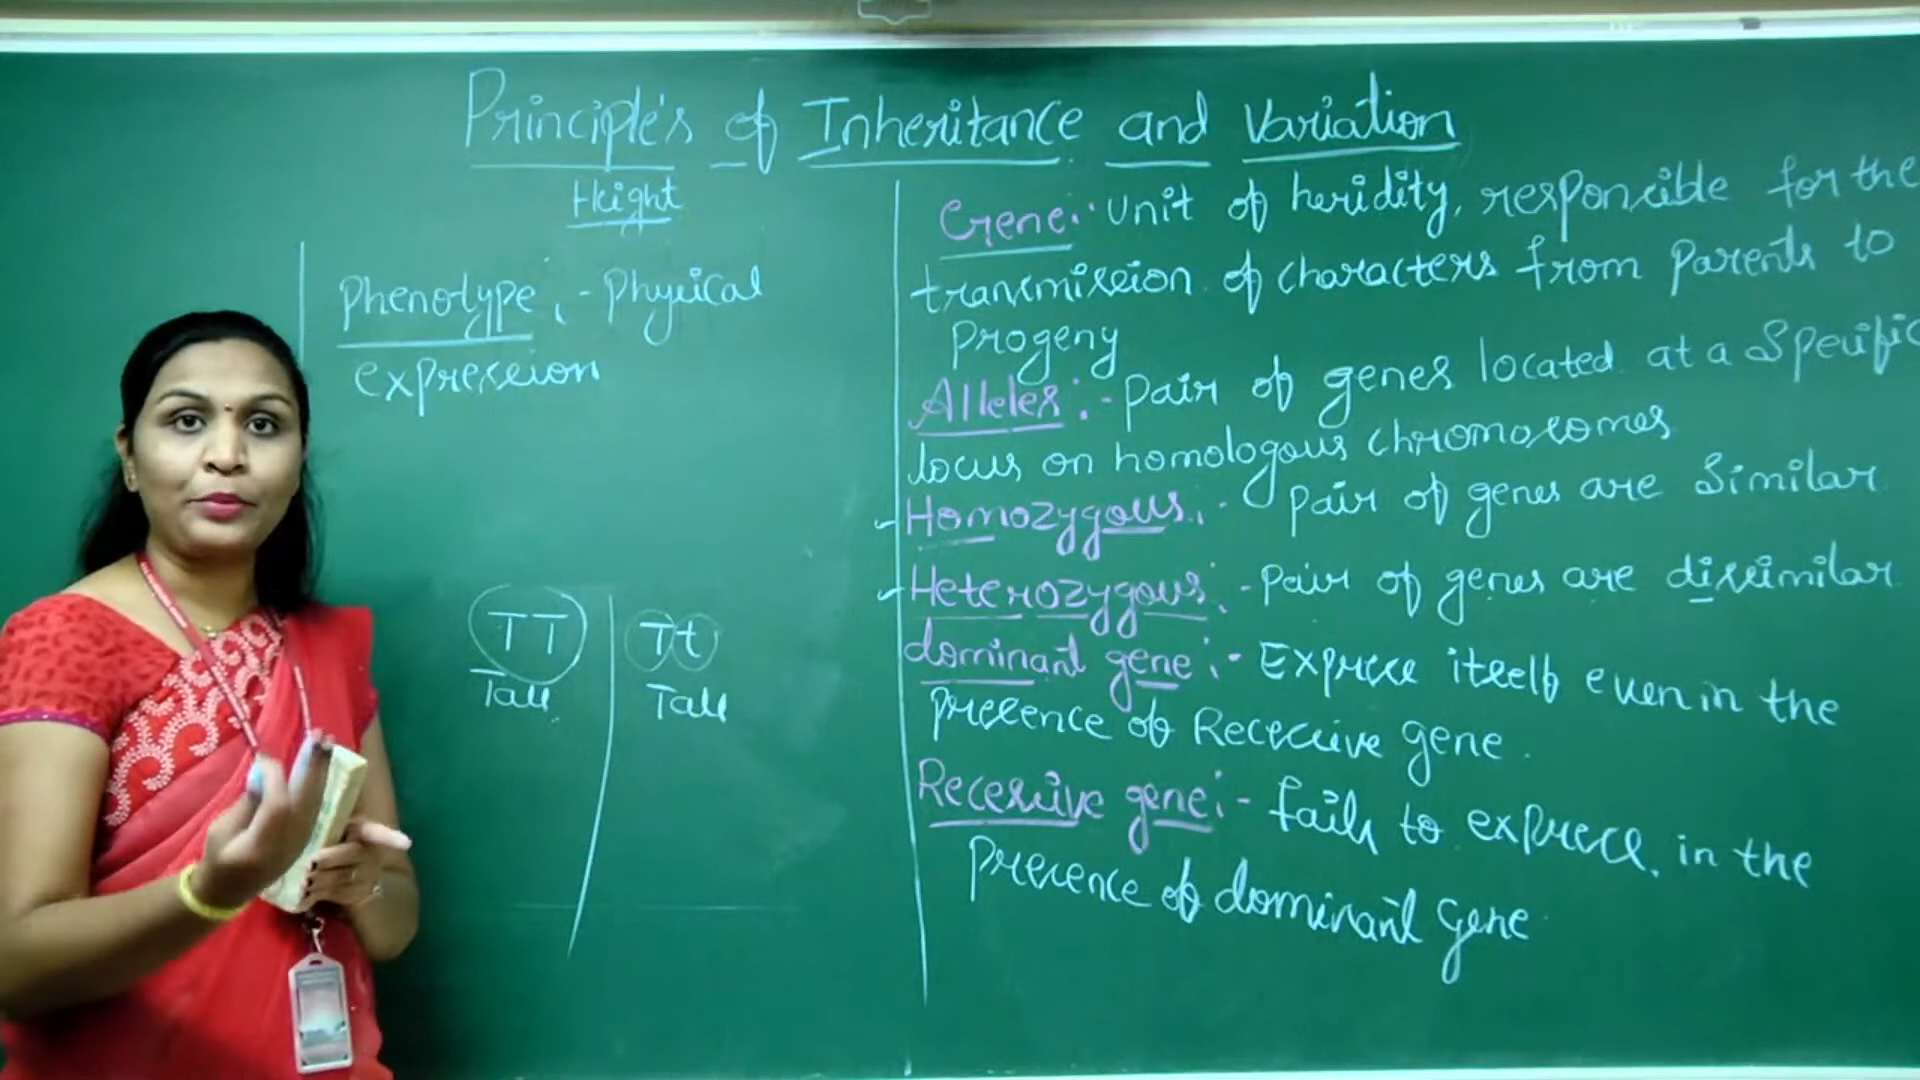 Principle's of Inheritance and Variation
Height
Phenotype :- Physical
expression
TT
Tall
Tt
Tall
Gene:- Unit of heridity, responsible for the
transmission of characters from Parents to
Progeny
Alleles :- Pair of genes located at a Specific
locus on homologous chromosomes
Homozygous :- Pair of genes are Similar
Heterozygous :- Pair of genes are dissimilar
dominant gene :- Express itself even in the
Presence of Recessive gene.
Recessive gene :- fails to express in the
Presence of dominant Gene.